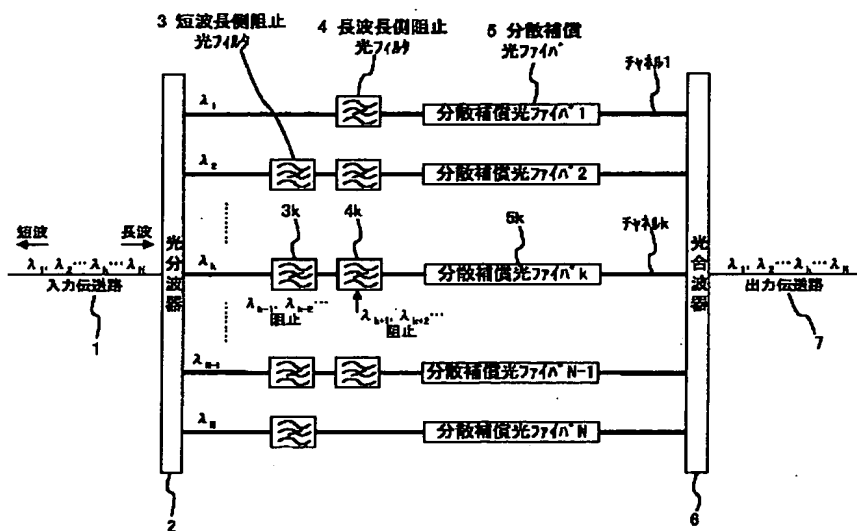 3 短波長側阻止
光フィルタ
4 長波長側阻止
光フィルタ
5 分散補償
光ファイバ
チャネル1
λ1
分散補償光ファイバ1
λ2
分散補償光ファイバ2
短波
長波
光分波器
3k
4k
5k
チャネルk
光合波器
λ1, λ2…λk…λN
入力伝送路
λk
分散補償光ファイバk
λ1, λ2…λk…λN
出力伝送路
1
λk-1, λk-2…
阻止
λk+1, λk+2…
阻止
7
λN-1
分散補償光ファイバN-1
λN
分散補償光ファイバN
2
6